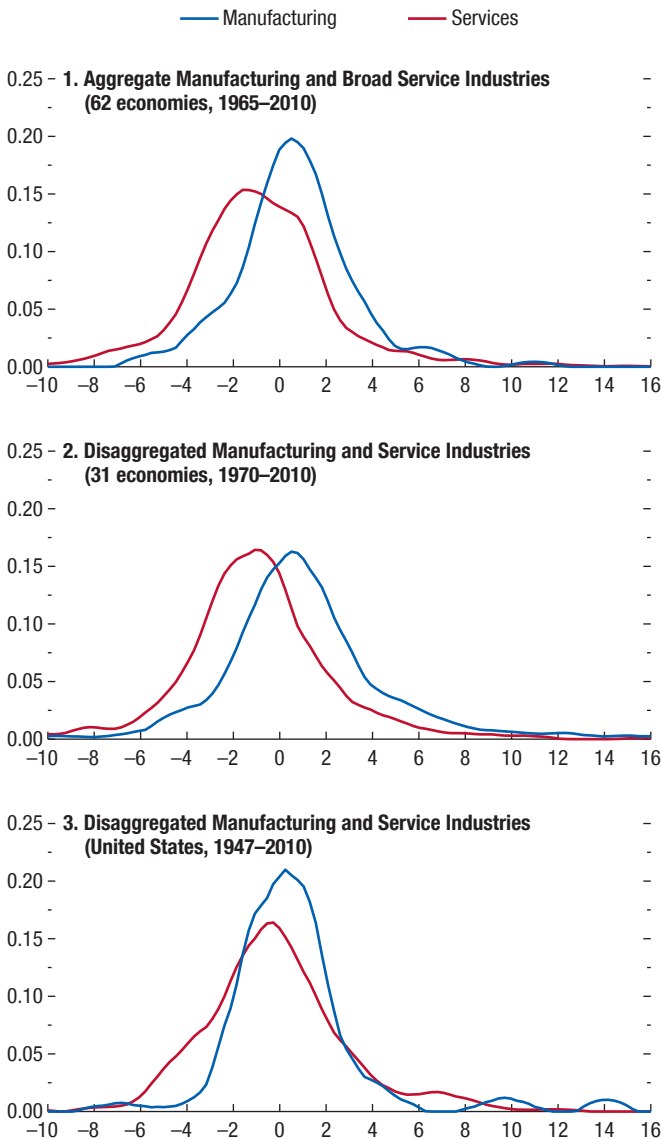 Manufacturing Services
1. Aggregate Manufacturing and Broad Service Industries
(62 economies, 1965–2010)
0.25
0.20
0.15
0.10
0.05
0.00
–10 –8 –6 –4 –2 0 2 4 6 8 10 12 14 16
2. Disaggregated Manufacturing and Service Industries
(31 economies, 1970–2010)
0.25
0.20
0.15
0.10
0.05
0.00
–10 –8 –6 –4 –2 0 2 4 6 8 10 12 14 16
3. Disaggregated Manufacturing and Service Industries
(United States, 1947–2010)
0.25
0.20
0.15
0.10
0.05
0.00
–10 –8 –6 –4 –2 0 2 4 6 8 10 12 14 16